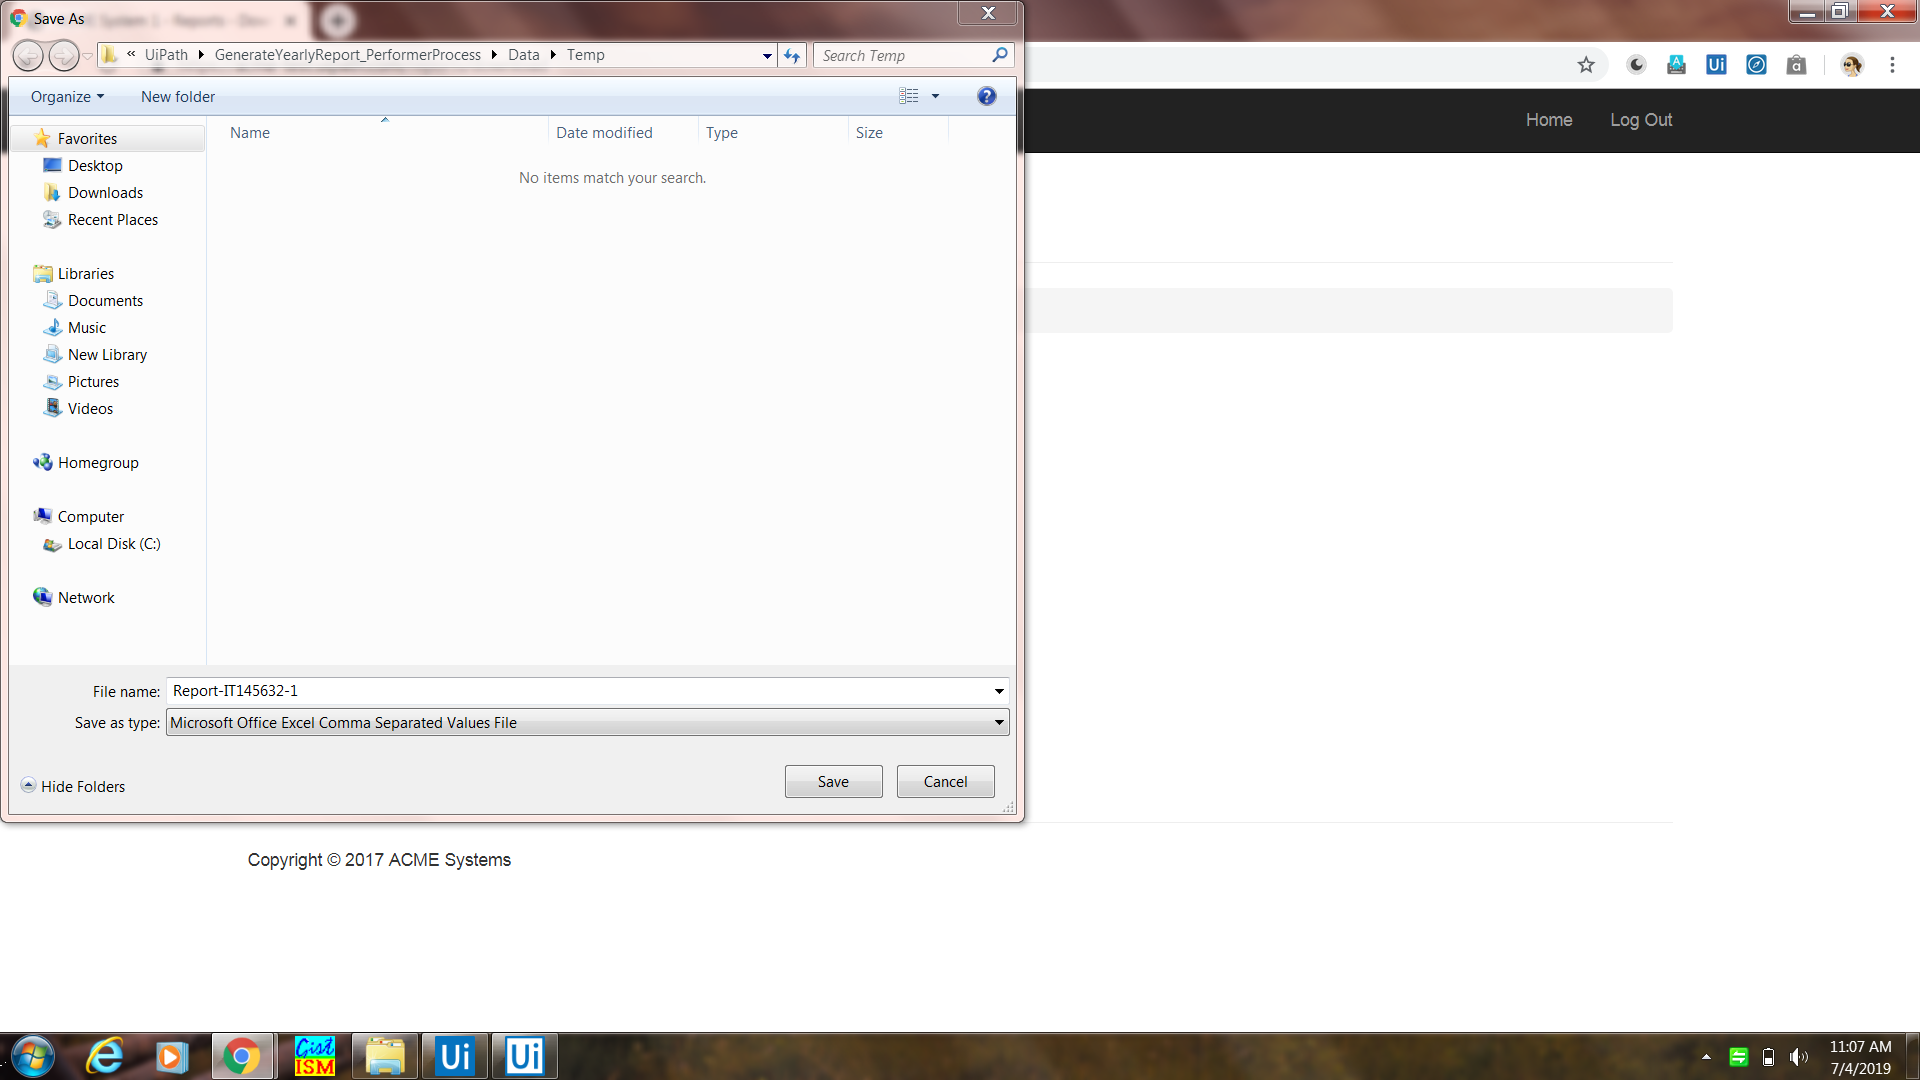 Save As
« UiPath GenerateYearlyReport_PerformerProcess Data Temp
Search Temp
Organize New folder
Home Log Out
Name Date modified Type Size
No items match your search.
Favorites
Desktop
Downloads
Recent Places
Libraries
Documents
Music
New Library
Pictures
Videos
Homegroup
Computer
Local Disk (C:)
Network
File name: Report-IT145632-1
Save as type: Microsoft Office Excel Comma Separated Values File
Hide Folders
Save Cancel
Copyright © 2017 ACME Systems
Gist
ISM
Ui
Ui
11:07 AM
7/4/2019